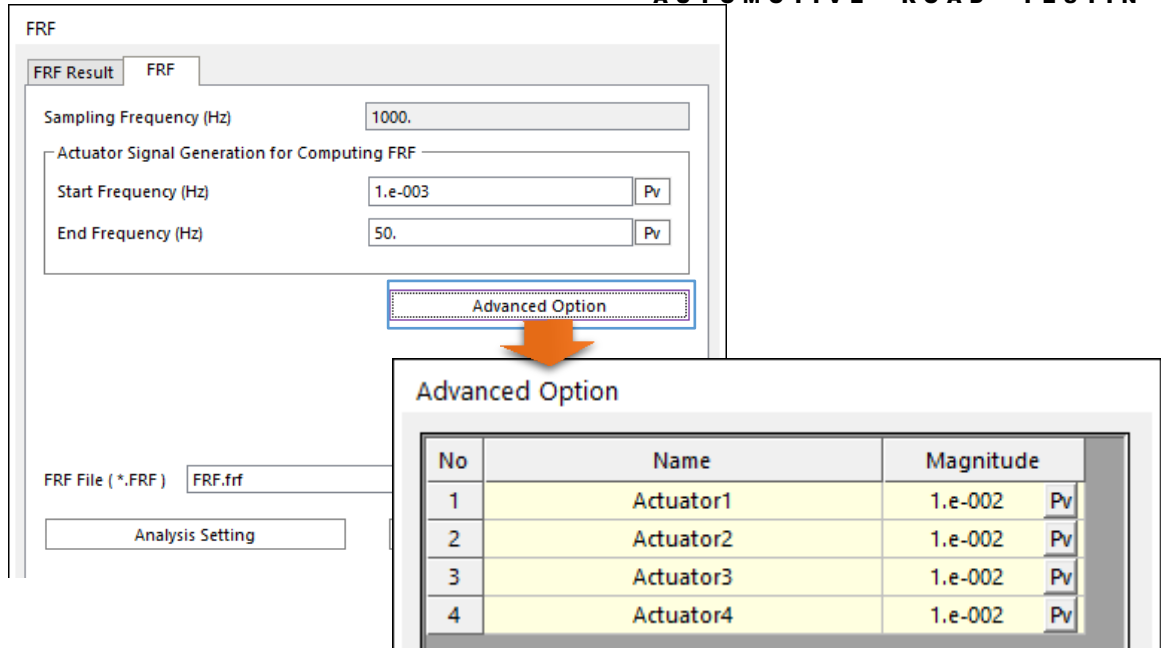 AUTOMOTIVE ROAD TESTIN
FRF
FRF Result FRF
Sampling Frequency (Hz) 1000.
Actuator Signal Generation for Computing FRF
Start Frequency (Hz) 1.e-003 Pv
End Frequency (Hz) 50. Pv
Advanced Option
FRF File ( *.FRF ) FRF.frf
Analysis Setting
Advanced Option
No Name Magnitude
1 Actuator1 1.e-002 Pv
2 Actuator2 1.e-002 Pv
3 Actuator3 1.e-002 Pv
4 Actuator4 1.e-002 Pv